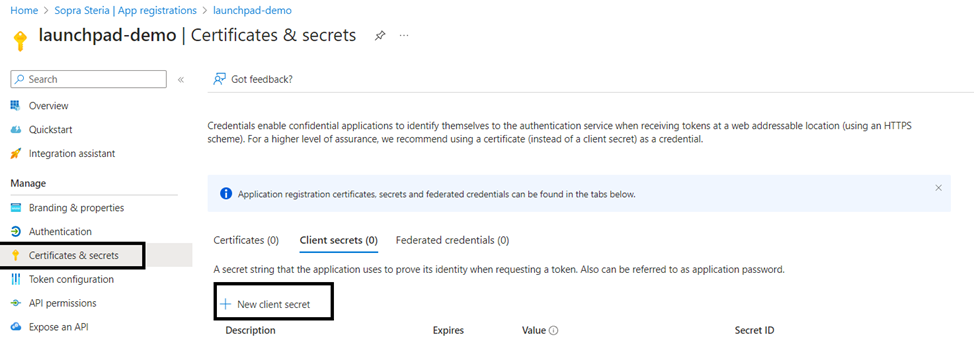 Home > Sopra Steria | App registrations > launchpad-demo
launchpad-demo | Certificates & secrets
Search
«
Got feedback?
Overview
Quickstart
Integration assistant
Manage
Branding & properties
Authentication
Certificates & secrets
Token configuration
API permissions
Expose an API
Credentials enable confidential applications to identify themselves to the authentication service when receiving tokens at a web addressable location (using an HTTPS
scheme). For a higher level of assurance, we recommend using a certificate (instead of a client secret) as a credential.
Application registration certificates, secrets and federated credentials can be found in the tabs below.
Certificates (0) Client secrets (0) Federated credentials (0)
A secret string that the application uses to prove its identity when requesting a token. Also can be referred to as application password.
New client secret
Description Expires Value Secret ID